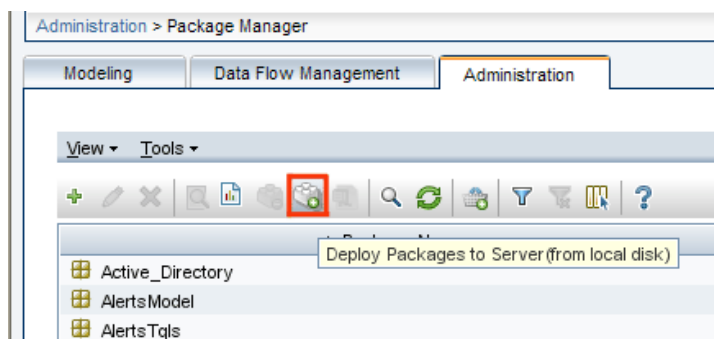 Administration > Package Manager
Modeling Data Flow Management Administration
View Tools
Deploy Packages to Server(from local disk)
Active_Directory
AlertsModel
AlertsTqls